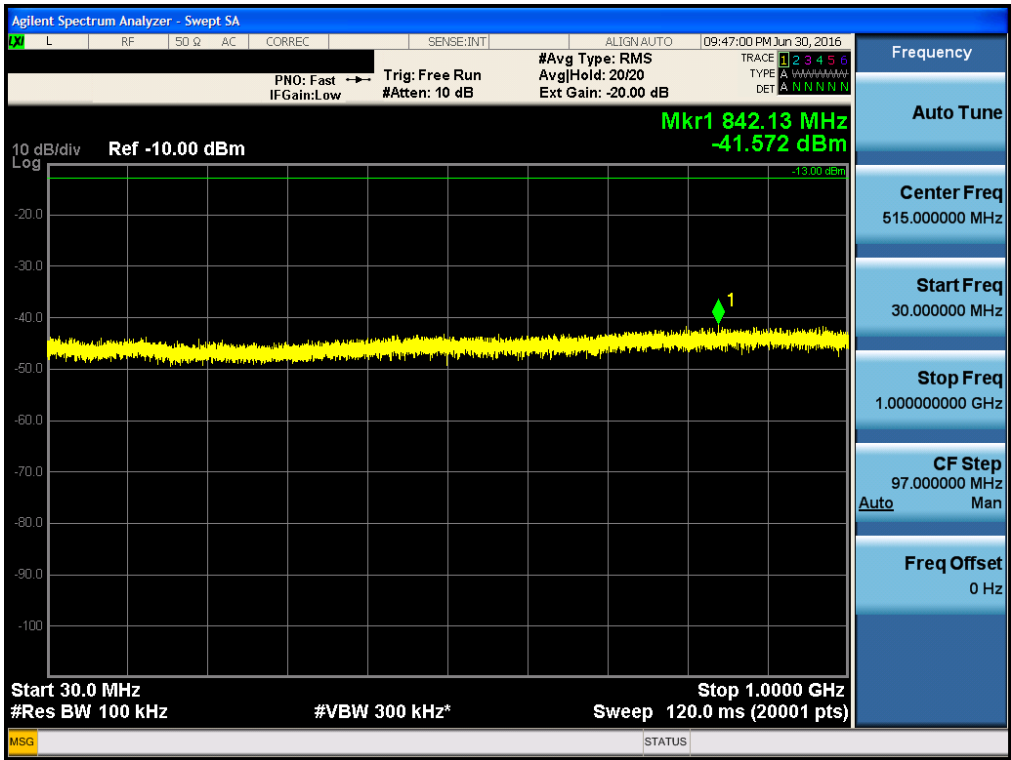 Agilent Spectrum Analyzer - Swept SA
LXI L RF 50 Ω AC CORREC SENSE:INT ALIGN AUTO 09:47:00 PM Jun 30, 2016
#Avg Type: RMS TRACE 1 2 3 4 5 6
PNO: Fast Trig: Free Run Avg|Hold: 20/20 TYPE A WWWWW
IFGain:Low #Atten: 10 dB Ext Gain: -20.00 dB DET A N N N N N
Mkr1 842.13 MHz
-41.572 dBm
10 dB/div Ref -10.00 dBm
Log
-13.00 dBm
-20.0
-30.0
1
-40.0
-50.0
-60.0
-70.0
-80.0
-90.0
-100
Start 30.0 MHz Stop 1.0000 GHz
#Res BW 100 kHz #VBW 300 kHz* Sweep 120.0 ms (20001 pts)
MSG STATUS
Frequency
Auto Tune
Center Freq
515.000000 MHz
Start Freq
30.000000 MHz
Stop Freq
1.000000000 GHz
CF Step
97.000000 MHz
Auto Man
Freq Offset
0 Hz